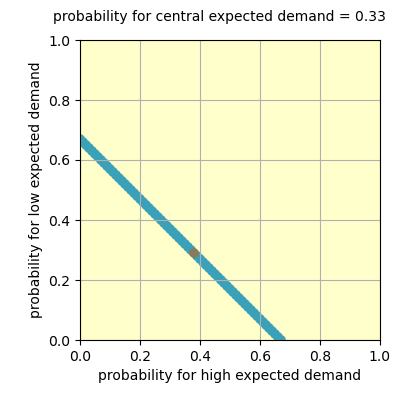 probability for central expected demand = 0.33
1.0
0.8
0.6
0.4
0.2
0.0
probability for low expected demand
0.0 0.2 0.4 0.6 0.8 1.0
probability for high expected demand